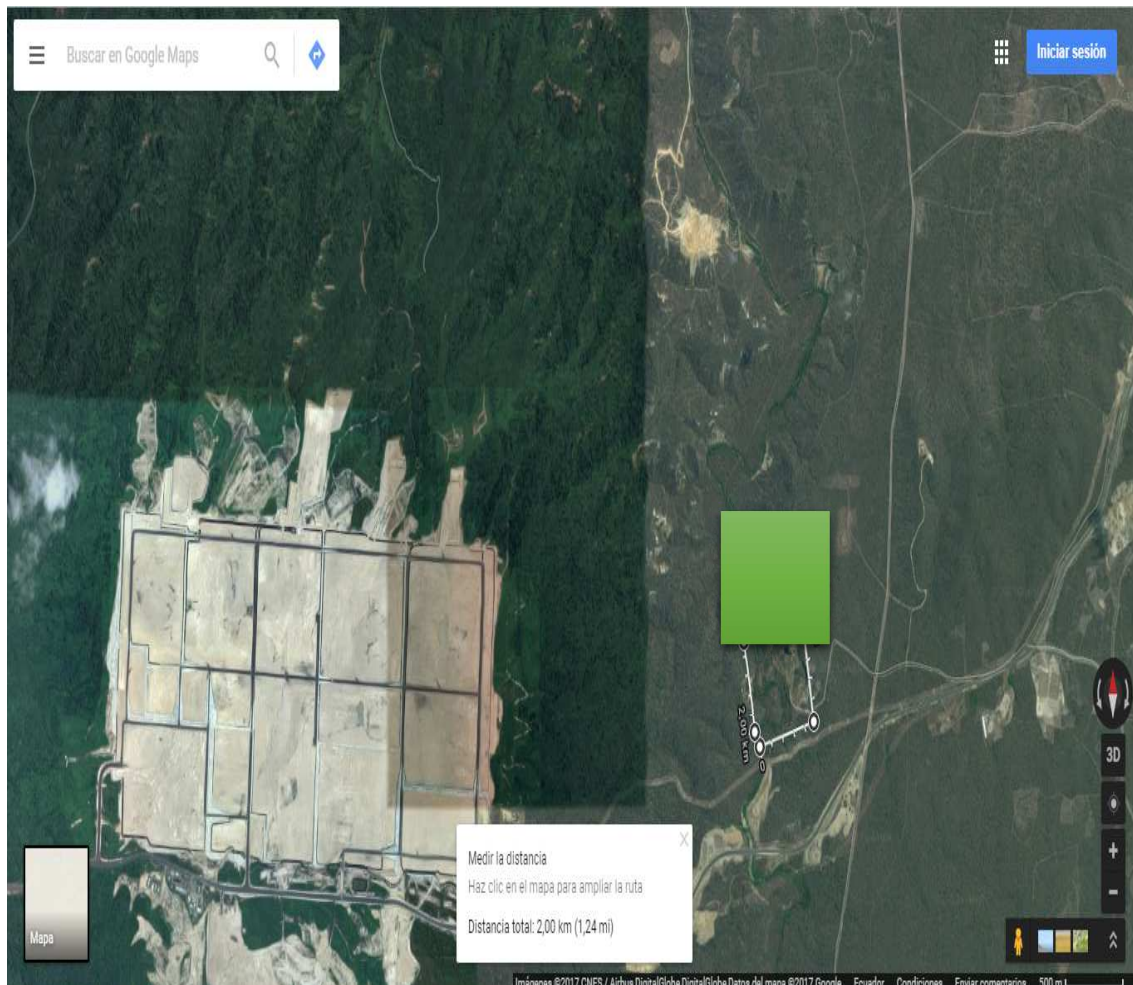 Buscar en Google Maps
Iniciar sesión
2,00 km
0
3D
Medir la distancia
Haz clic en el mapa para ampliar la ruta
Distancia total: 2,00 km (1,24 mi)
Mapa
Imágenes ©2017 CNES / Airbus DigitalGlobe DigitalGlobe Datos del mapa ©2017 Google Ecuador Condiciones Enviar comentarios 500 m